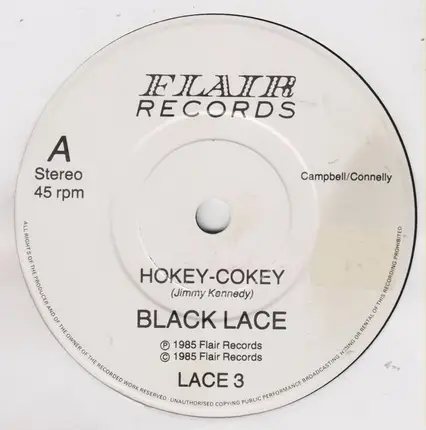 FLAIR
RECORDS
A
Stereo
45 rpm
Campbell/Connelly
HOKEY-COKEY
(Jimmy Kennedy)
BLACK LACE
℗ 1985 Flair Records
© 1985 Flair Records
LACE 3
ALL RIGHTS OF THE PRODUCER AND OF THE OWNER OF THE RECORDED WORK RESERVED. UNAUTHORISED COPYING PUBLIC PERFORMANCE BROADCASTING HIRING OR RENTAL OF THIS RECORDING PROHIBITED